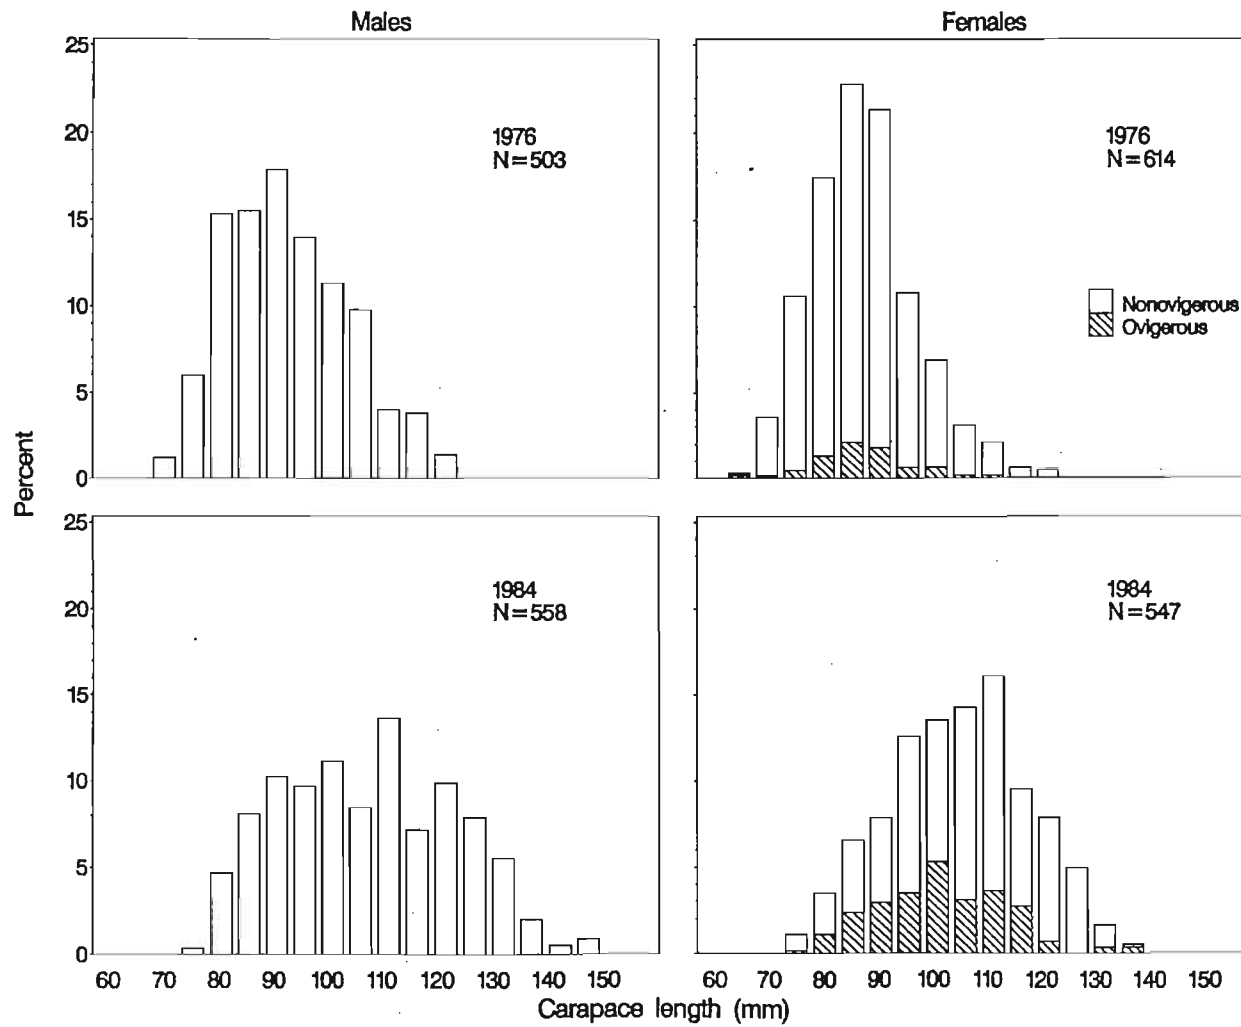 Males
Females
25
20
15
10
5
0
1976
N=503
1976
N=614
Nonovigerous
Ovigerous
Percent
25
20
15
10
5
0
1984
N=558
1984
N=547
60 70 80 90 100 110 120 130 140 150
60 70 80 90 100 110 120 130 140 150
Carapace length (mm)